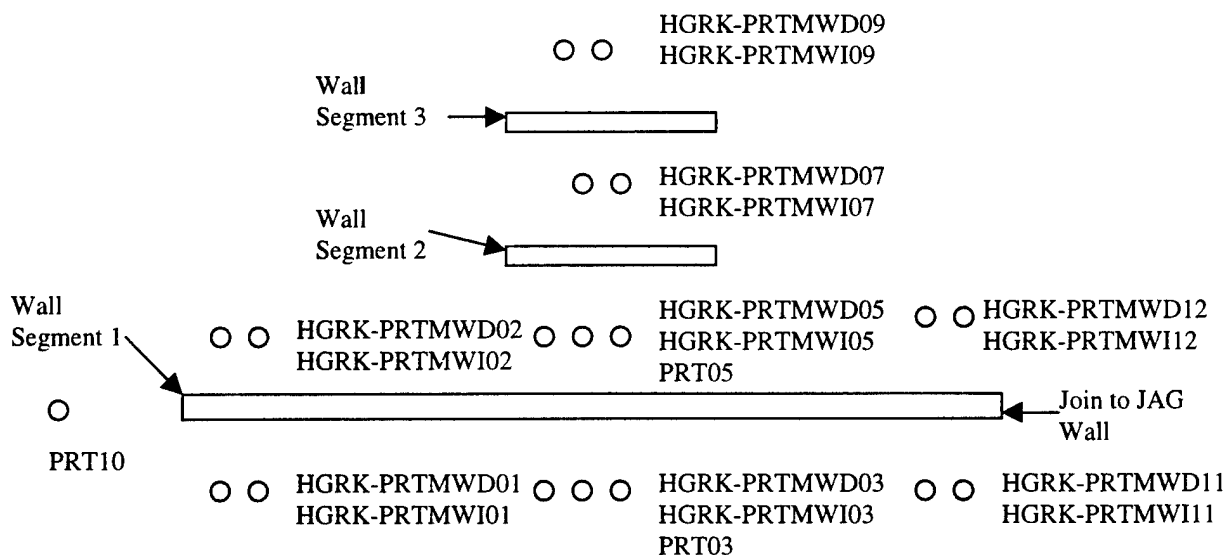 HGRK-PRTMWD09
HGRK-PRTMWI09
Wall
Segment 3
HGRK-PRTMWD07
HGRK-PRTMWI07
Wall
Segment 2
Wall
Segment 1
HGRK-PRTMWD02
HGRK-PRTMWI02
HGRK-PRTMWD05
HGRK-PRTMWI05
PRT05
HGRK-PRTMWD12
HGRK-PRTMWI12
Join to JAG
Wall
PRT10
HGRK-PRTMWD01
HGRK-PRTMWI01
HGRK-PRTMWD03
HGRK-PRTMWI03
PRT03
HGRK-PRTMWD11
HGRK-PRTMWI11